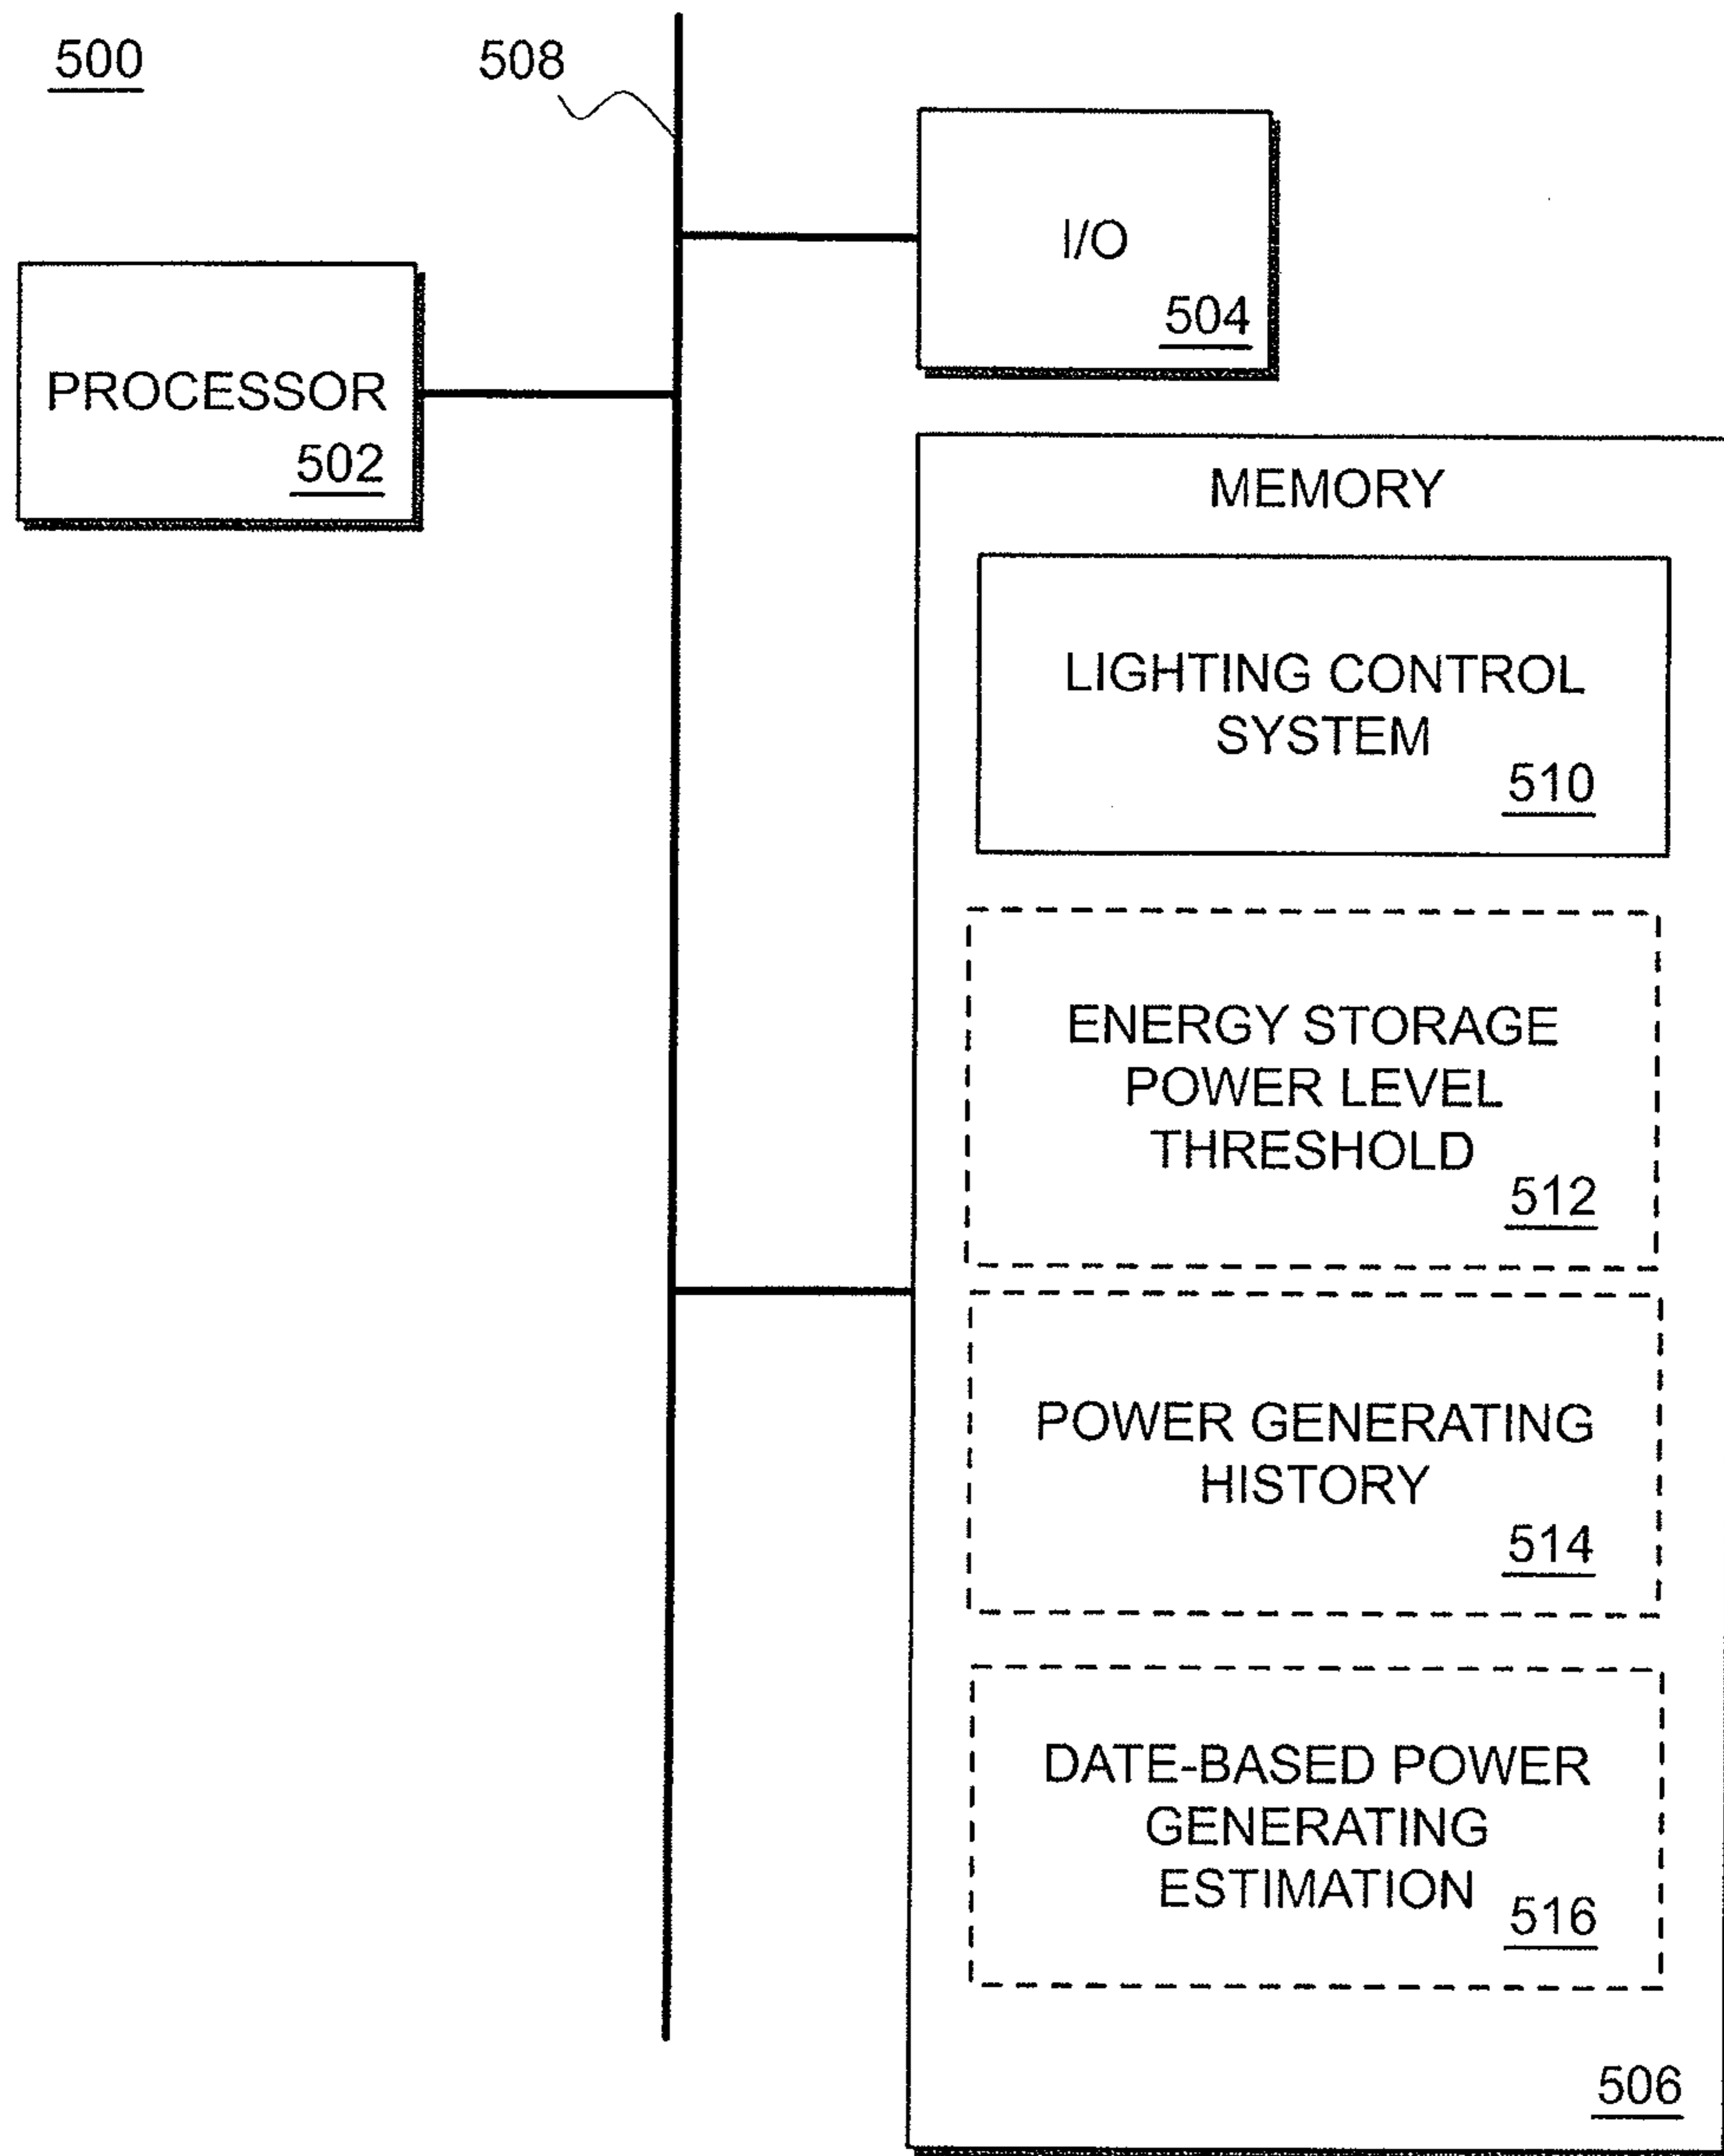 500
508
I/O
504
PROCESSOR
502
MEMORY
LIGHTING CONTROL
SYSTEM
510
ENERGY STORAGE
POWER LEVEL
THRESHOLD
512
POWER GENERATING
HISTORY
514
DATE-BASED POWER
GENERATING
ESTIMATION
516
506